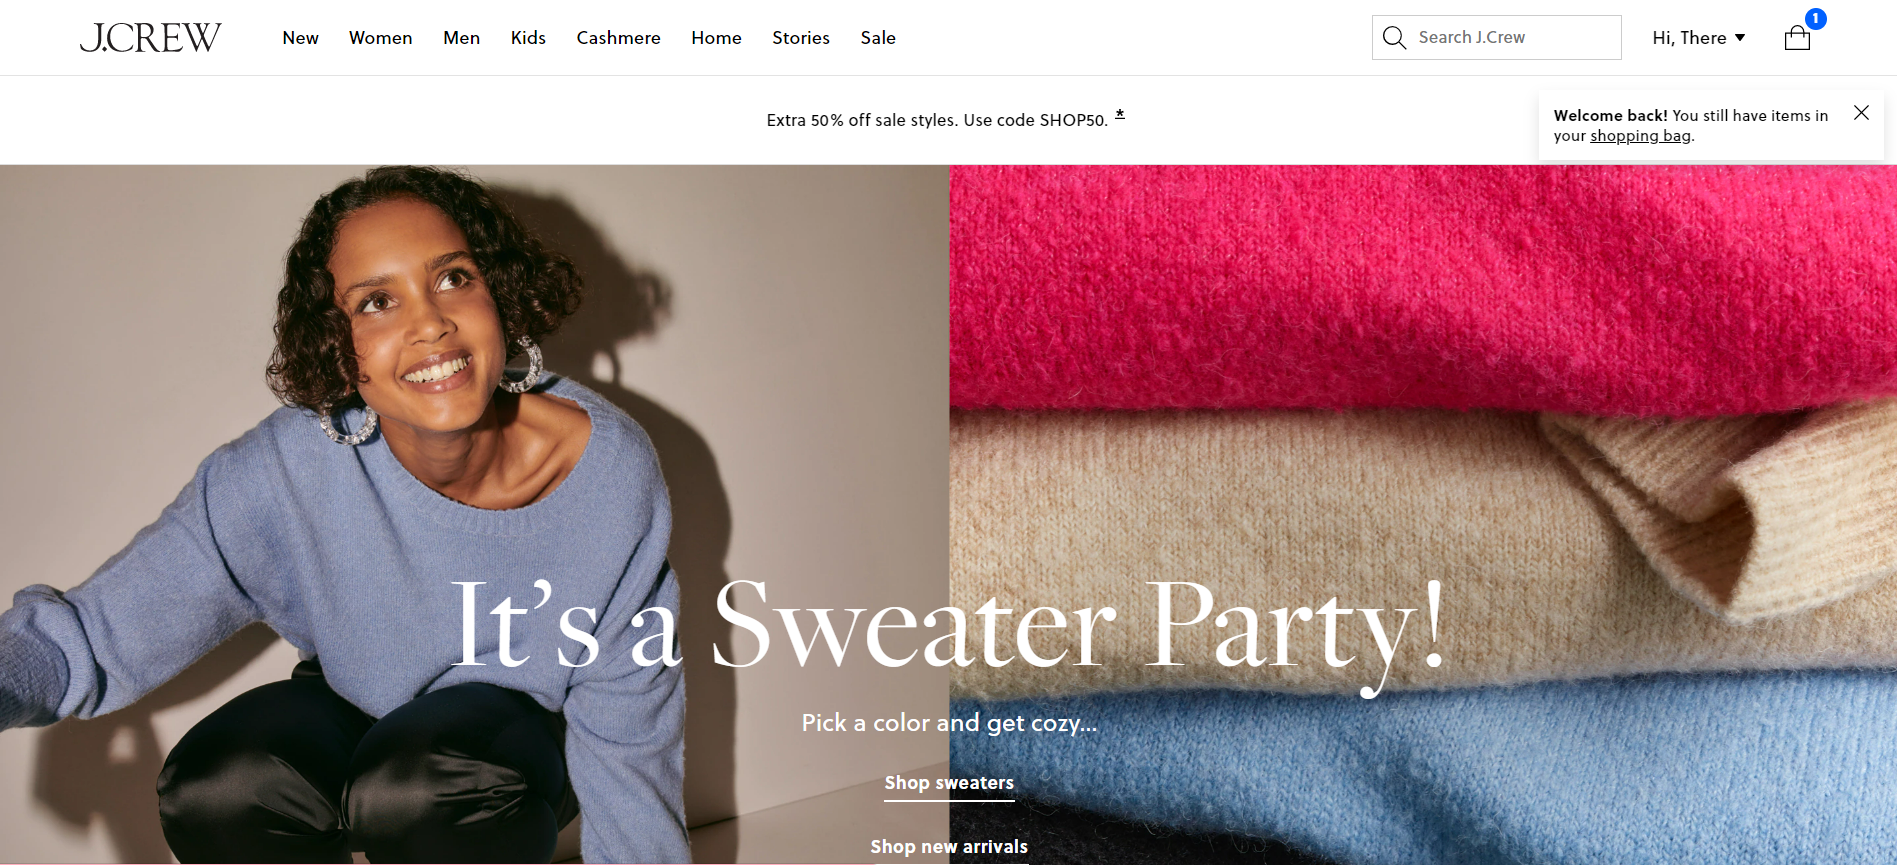 J.CREW
New Women Men Kids Cashmere Home Stories Sale
Search J.Crew
Hi, There
1
Extra 50% off sale styles. Use code SHOP50. *
Welcome back! You still have items in
your shopping bag.
It's a Sweater Party!
Pick a color and get cozy...
Shop sweaters
Shop new arrivals